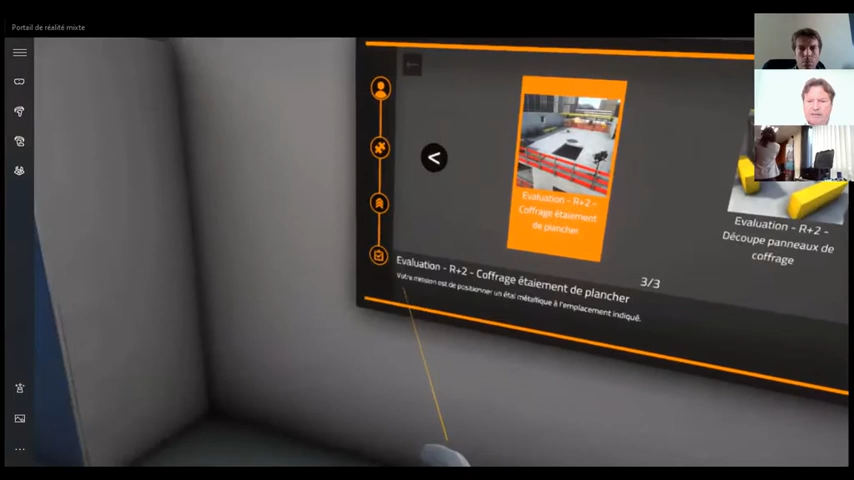 Portail de réalité mixte
<
Evaluation - R+2 -
Coffrage étaiement
de plancher
Evaluation - R+2 -
Découpe panneaux de
coffrage
3/3
Evaluation - R+2 - Coffrage étaiement de plancher
Votre mission est de positionner un étai métallique à l'emplacement indiqué.